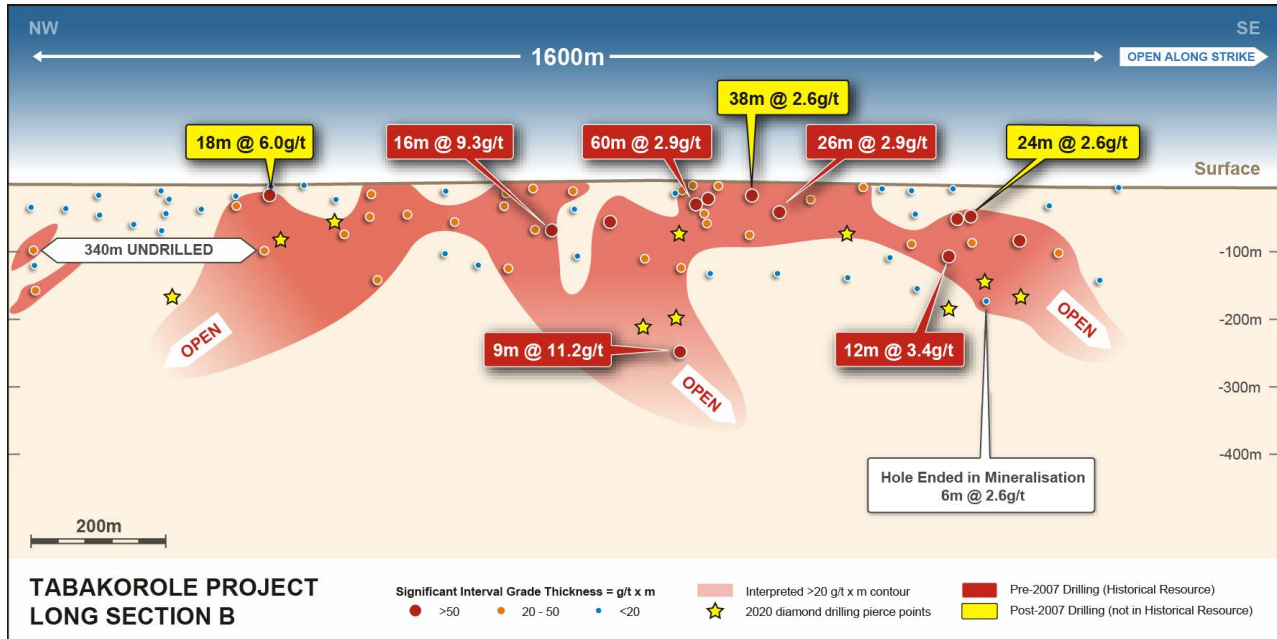 NW
SE
1600m
OPEN ALONG STRIKE
38m @ 2.6g/t
18m @ 6.0g/t
16m @ 9.3g/t
60m @ 2.9g/t
26m @ 2.9g/t
24m @ 2.6g/t
Surface
340m UNDRILLED
-100m
-200m
-300m
-400m
OPEN
OPEN
OPEN
9m @ 11.2g/t
12m @ 3.4g/t
Hole Ended in Mineralisation
6m @ 2.6g/t
200m
TABAKOROLE PROJECT
LONG SECTION B
Significant Interval Grade Thickness = g/t x m
>50
20 - 50
<20
Interpreted >20 g/t x m contour
2020 diamond drilling pierce points
Pre-2007 Drilling (Historical Resource)
Post-2007 Drilling (not in Historical Resource)